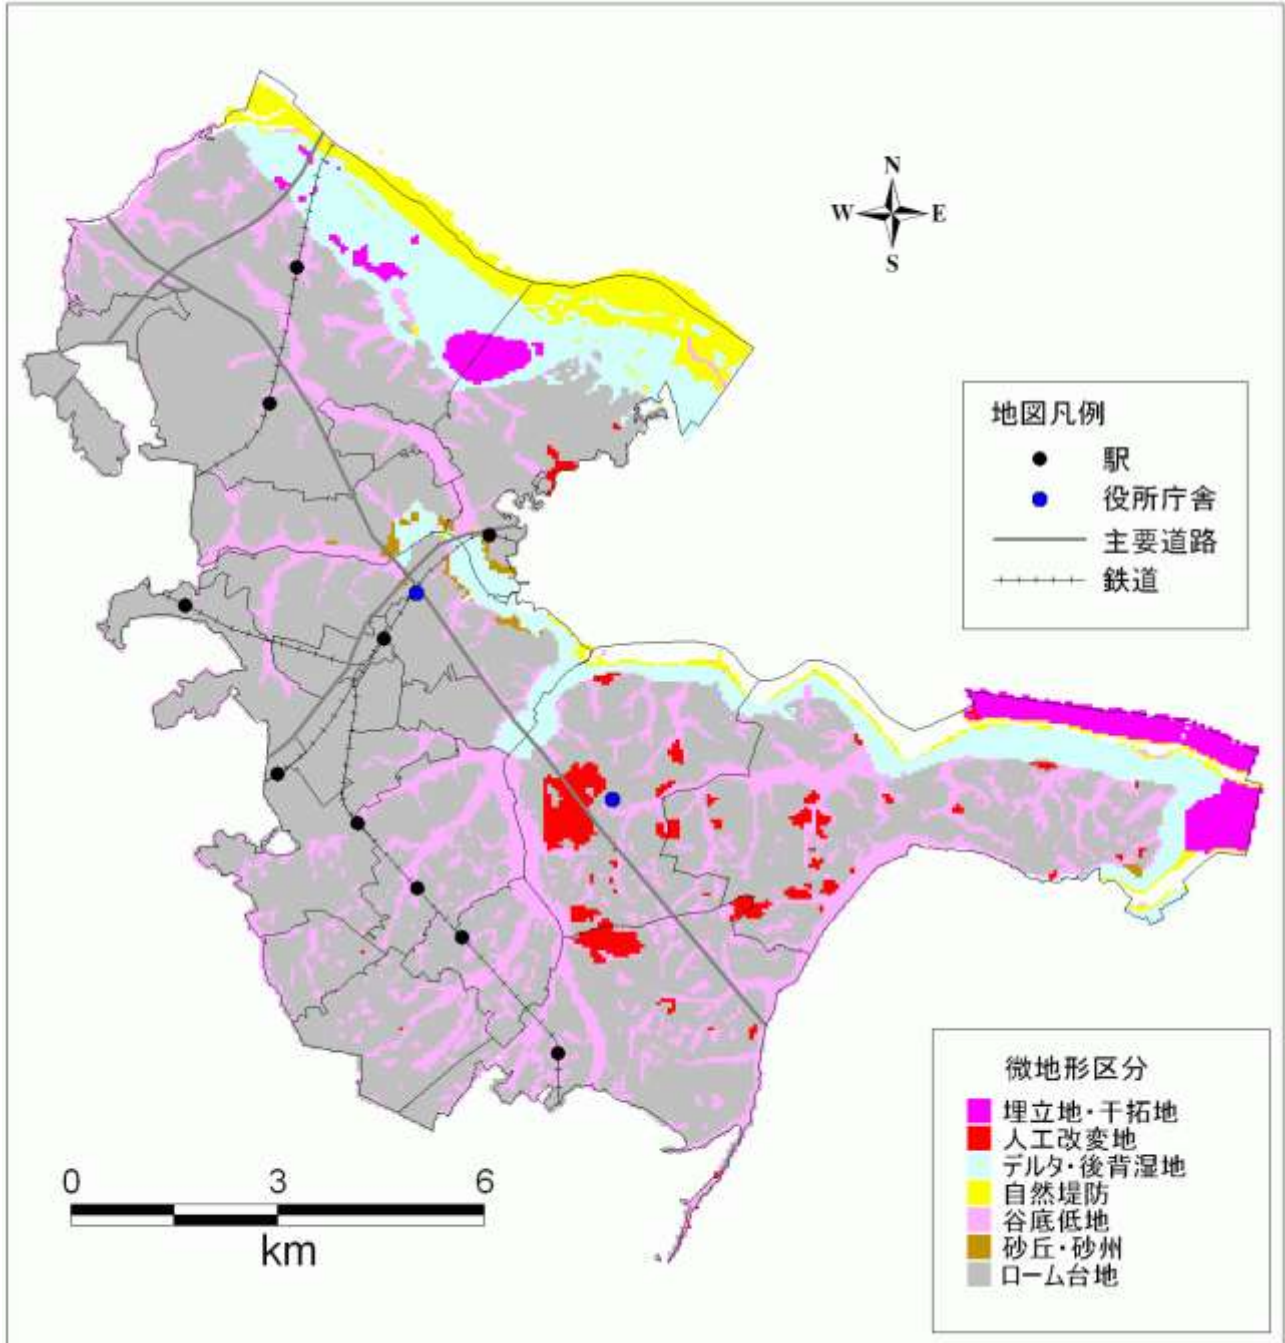 N
W E
S
地図凡例
駅
役所庁舎
主要道路
鉄道
微地形区分
埋立地・干拓地
人工改変地
デルタ・後背湿地
自然堤防
谷底低地
砂丘・砂州
ローム台地
0 3 6
km